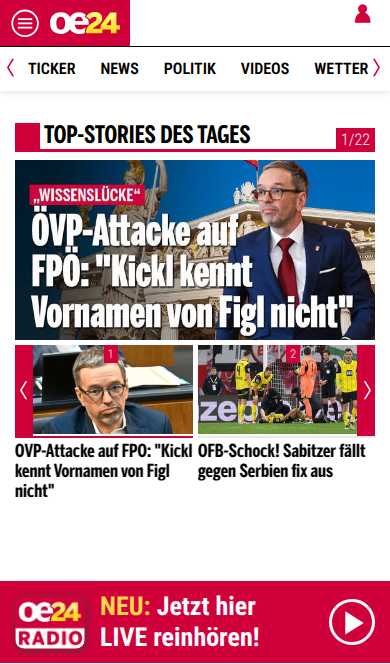 oe24
TICKER NEWS POLITIK VIDEOS WETTER
TOP-STORIES DES TAGES
1/22
„WISSENSLÜCKE“
ÖVP-Attacke auf
FPÖ: "Kickl kennt
Vornamen von Figl nicht"
1
2
ÖVP-Attacke auf FPÖ: "Kickl
kennt Vornamen von Figl
nicht"
ÖFB-Schock! Sabitzer fällt
gegen Serbien fix aus
oe24
RADIO
NEU: Jetzt hier
LIVE reinhören!